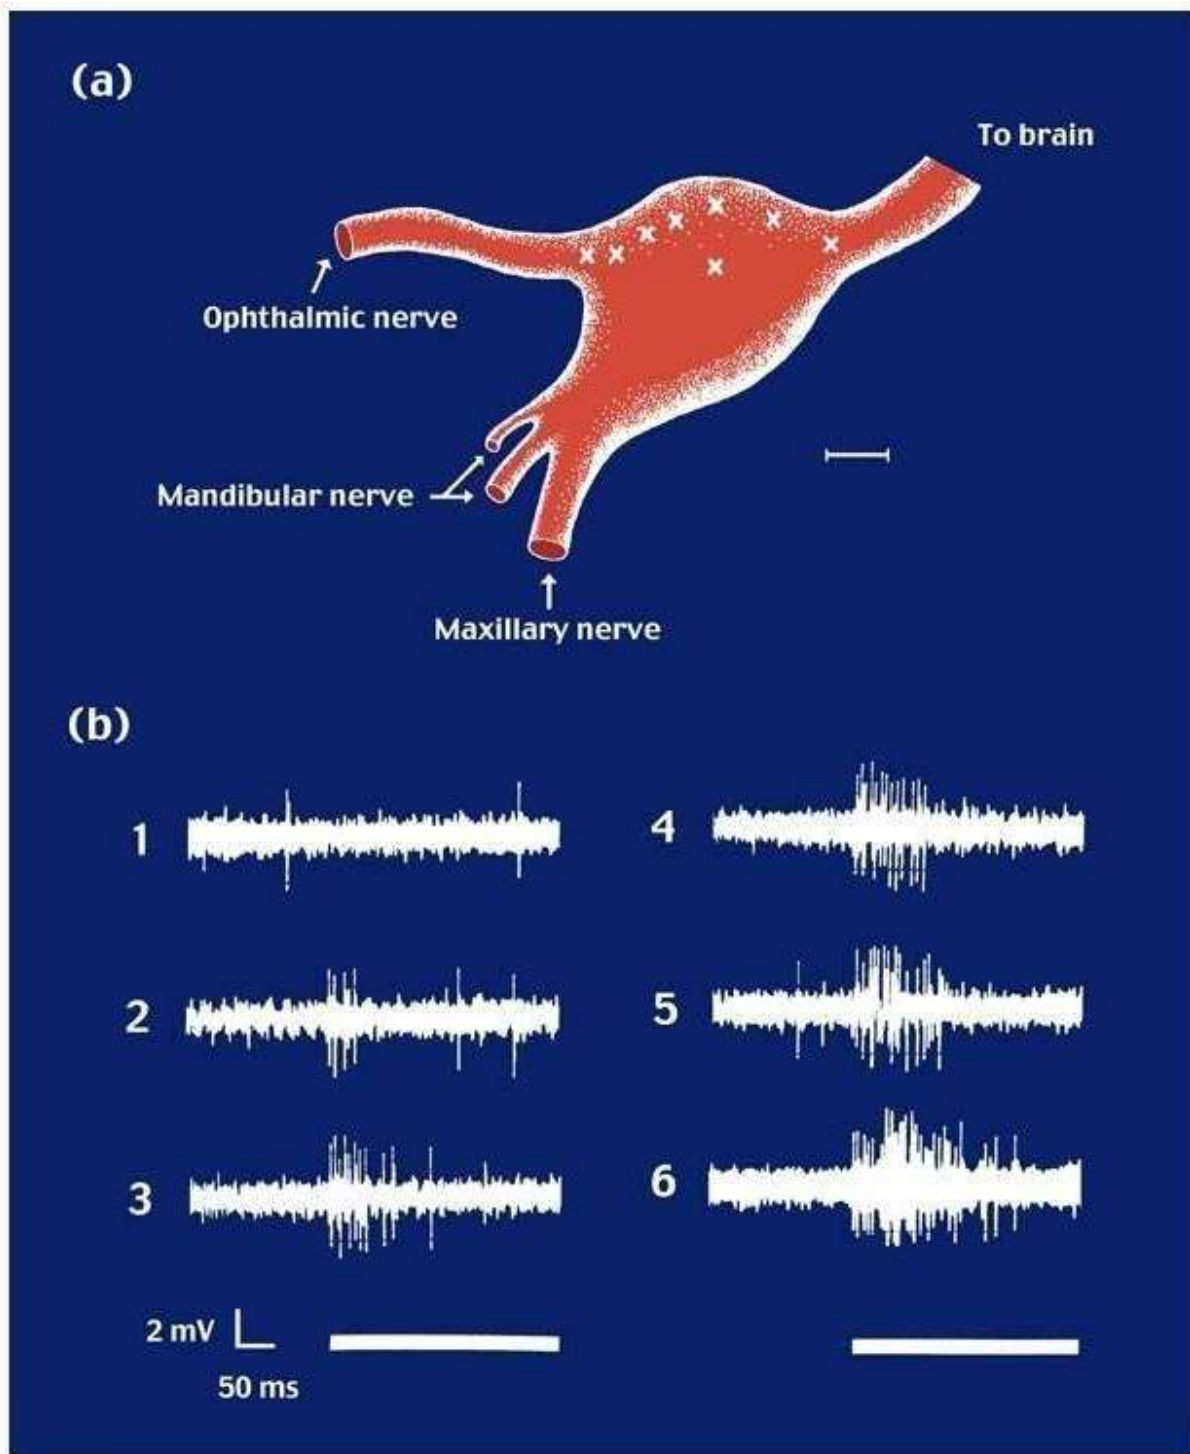 (a)
To brain
Ophthalmic nerve
Mandibular nerve
Maxillary nerve
(b)
1
4
2
5
3
6
2 mV
50 ms